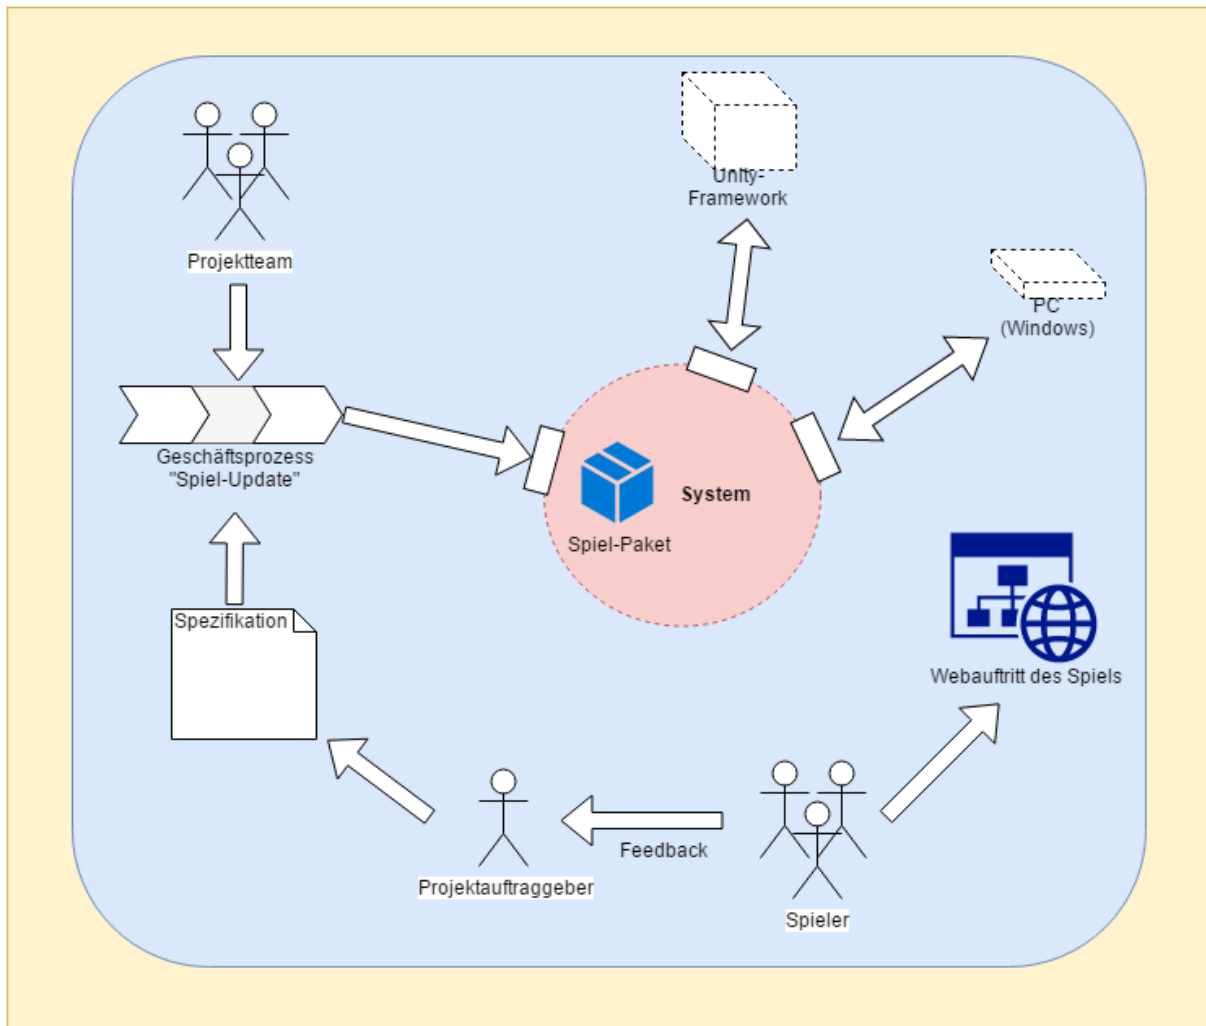 Unity-
Framework
Projektteam
PC
(Windows)
Geschäftsprozess
"Spiel-Update"
System
Spiel-Paket
Spezifikation
Webauftritt des Spiels
Feedback
Projektauftraggeber
Spieler